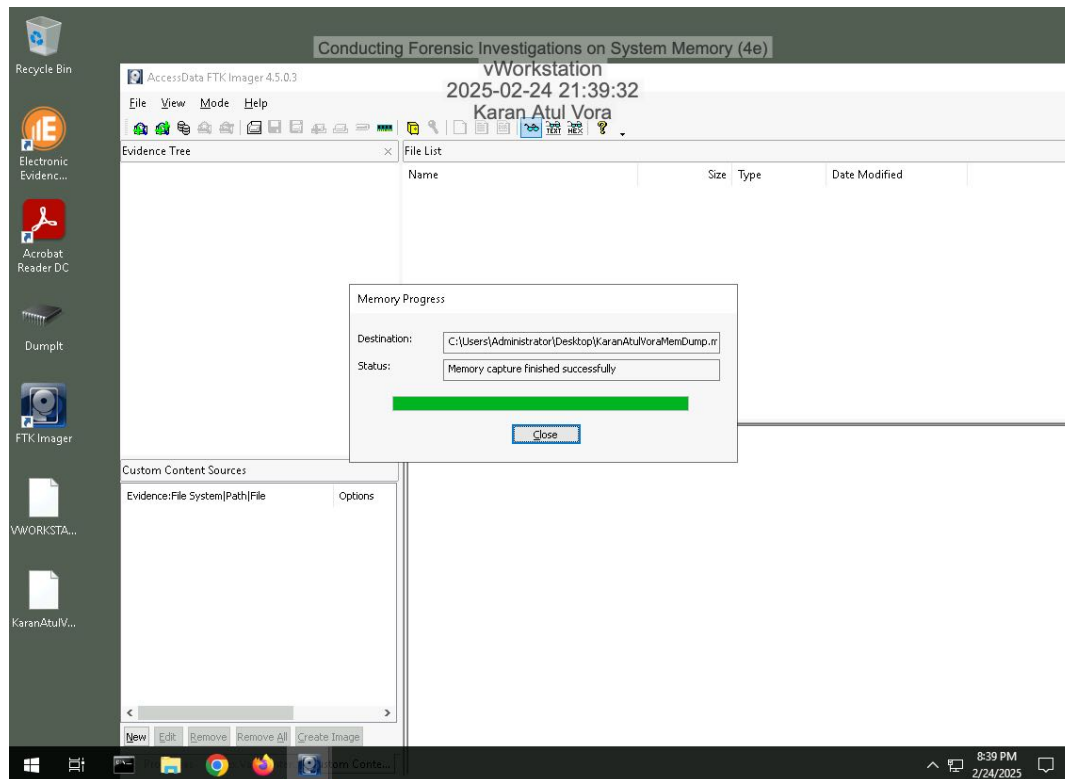 Conducting Forensic Investigations on System Memory (4e)
vWorkstation
2025-02-24 21:39:32
Karan Atul Vora
Recycle Bin
Electronic
Evidenc...
Acrobat
Reader DC
DumpIt
FTK Imager
VWORKSTA...
KaranAtulV...
AccessData FTK Imager 4.5.0.3
File View Mode Help
TEXT HEX
Evidence Tree
File List
Name Size Type Date Modified
Memory Progress
Destination: C:\Users\Administrator\Desktop\KaranAtulVoraMemDump.m
Status: Memory capture finished successfully
Close
Custom Content Sources
Evidence:File System|Path|File Options
New Edit Remove Remove All Create Image
8:39 PM
2/24/2025